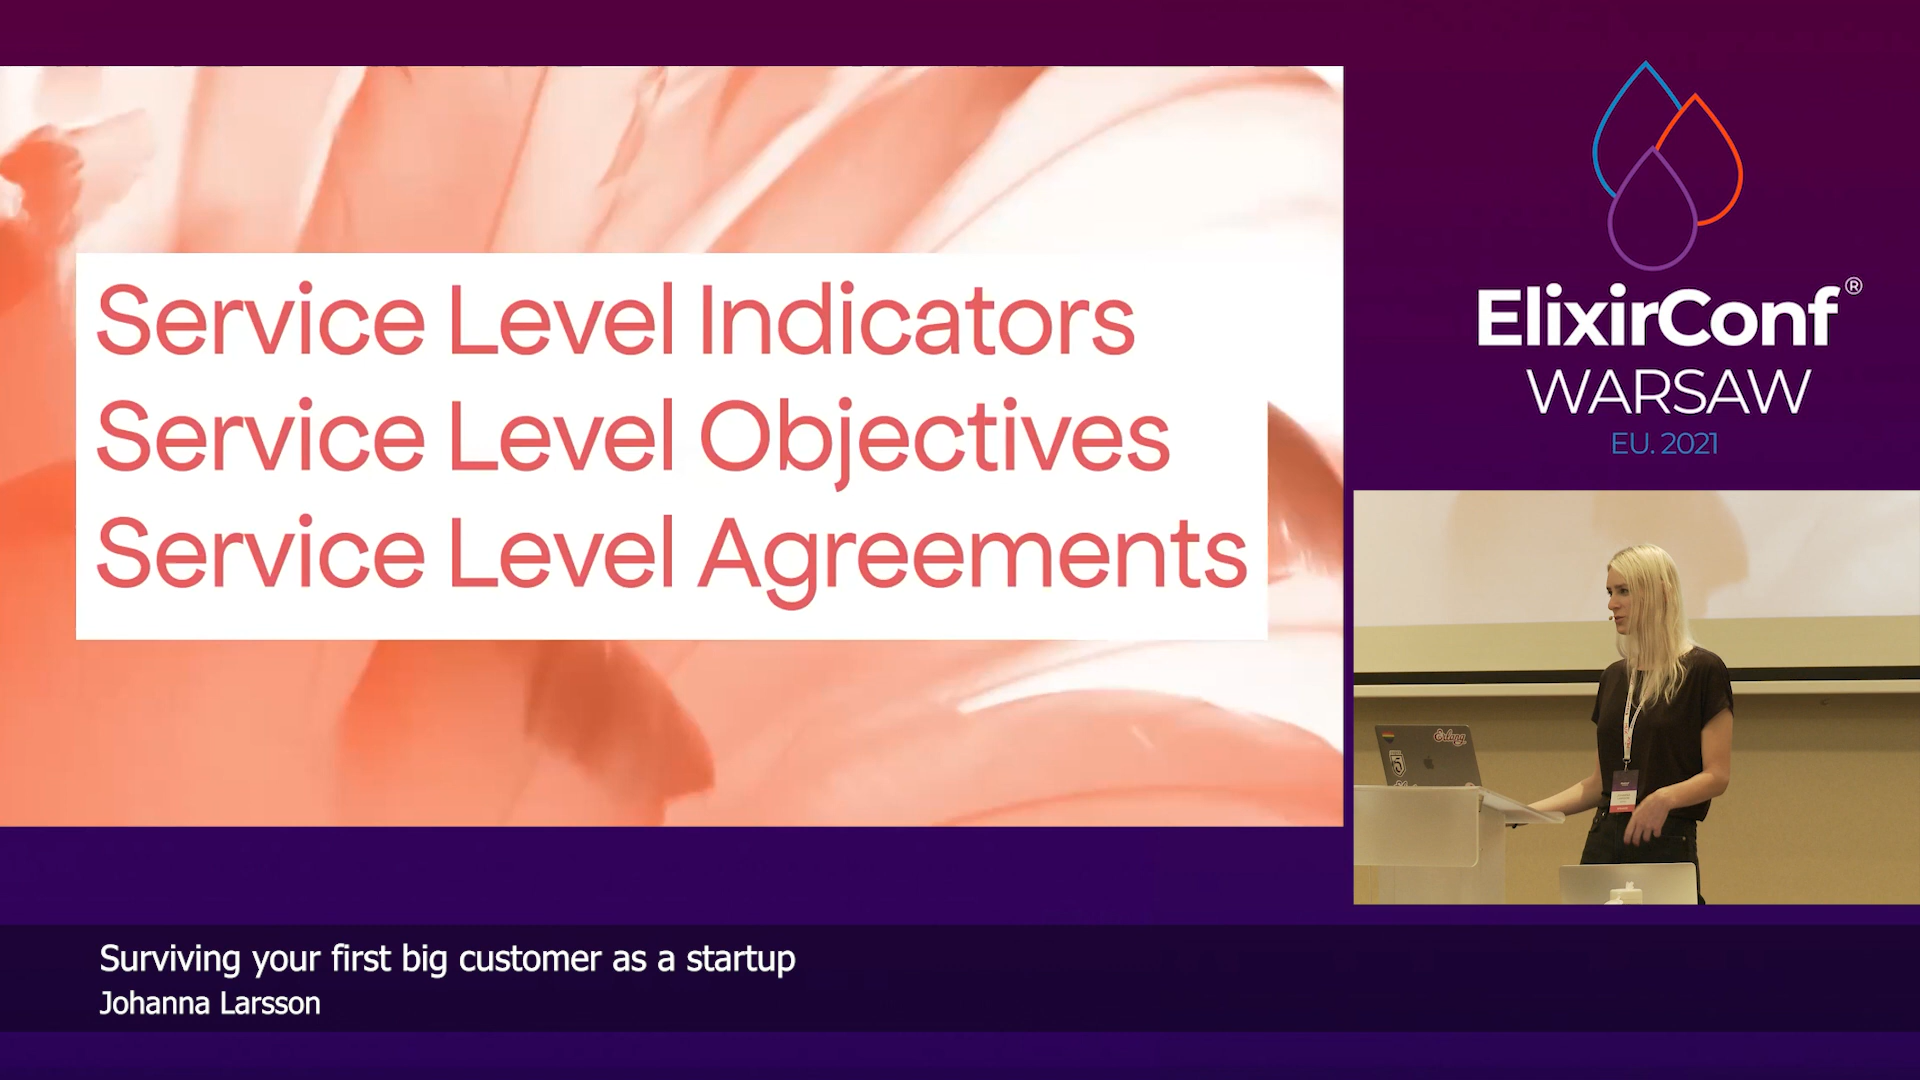 Service Level Indicators
Service Level Objectives
Service Level Agreements
ElixirConf®
WARSAW
EU. 2021
Erlang
Surviving your first big customer as a startup
Johanna Larsson